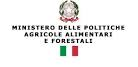 MINISTERO DELLE POLITICHE
AGRICOLE ALIMENTARI
E FORESTALI